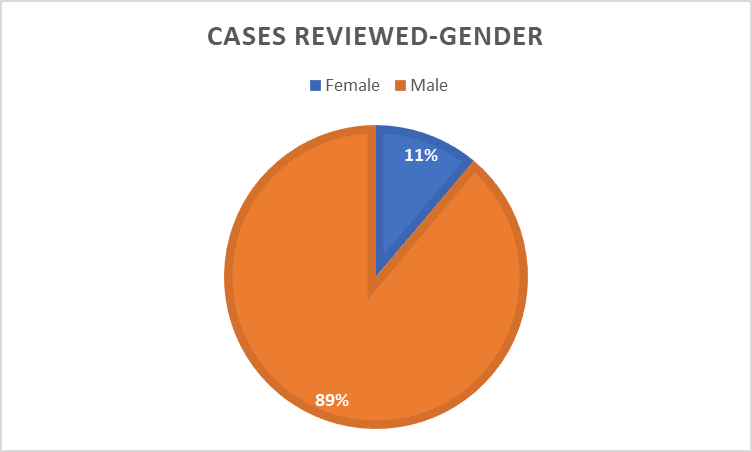 CASES REVIEWED-GENDER
Female Male
11%
89%